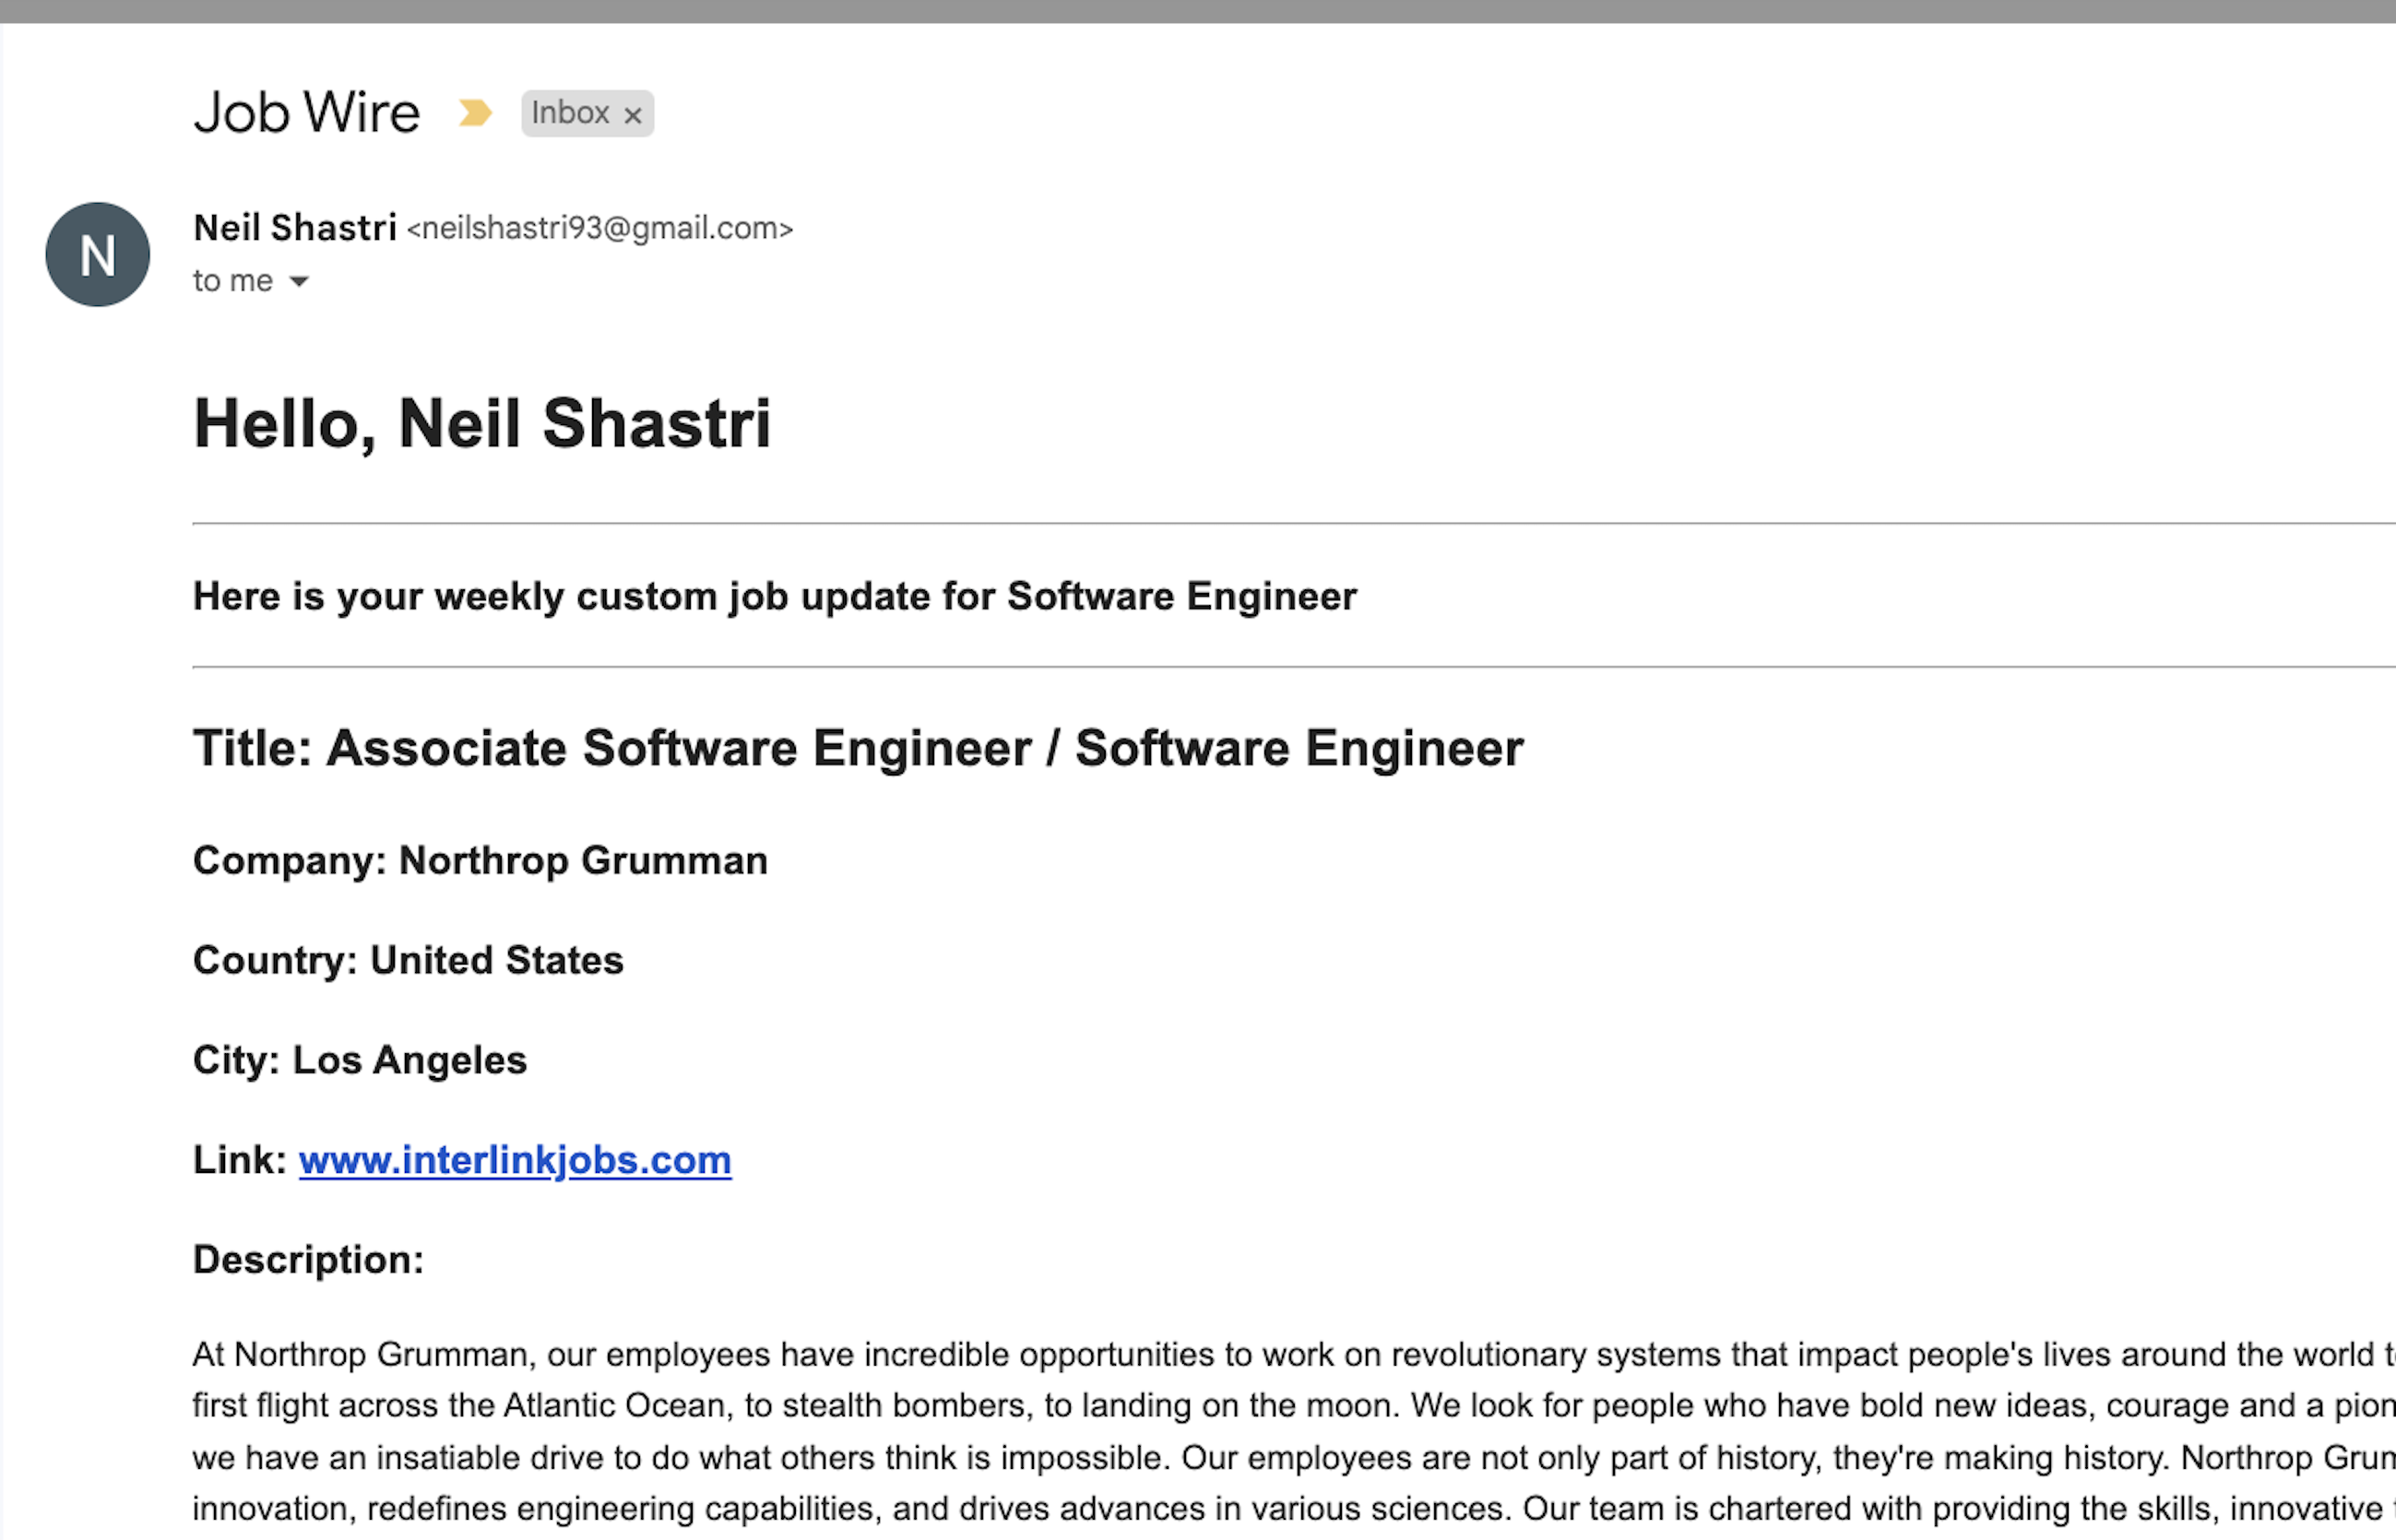 Job Wire Inbox ×
N
Neil Shastri <neilshastri93@gmail.com>
to me
Hello, Neil Shastri
Here is your weekly custom job update for Software Engineer
Title: Associate Software Engineer / Software Engineer
Company: Northrop Grumman
Country: United States
City: Los Angeles
Link: www.interlinkjobs.com
Description:
At Northrop Grumman, our employees have incredible opportunities to work on revolutionary systems that impact people's lives around the world
first flight across the Atlantic Ocean, to stealth bombers, to landing on the moon. We look for people who have bold new ideas, courage and a
we have an insatiable drive to do what others think is impossible. Our employees are not only part of history, they're making history. Northrop
innovation, redefines engineering capabilities, and drives advances in various sciences. Our team is chartered with providing the skills, innovative